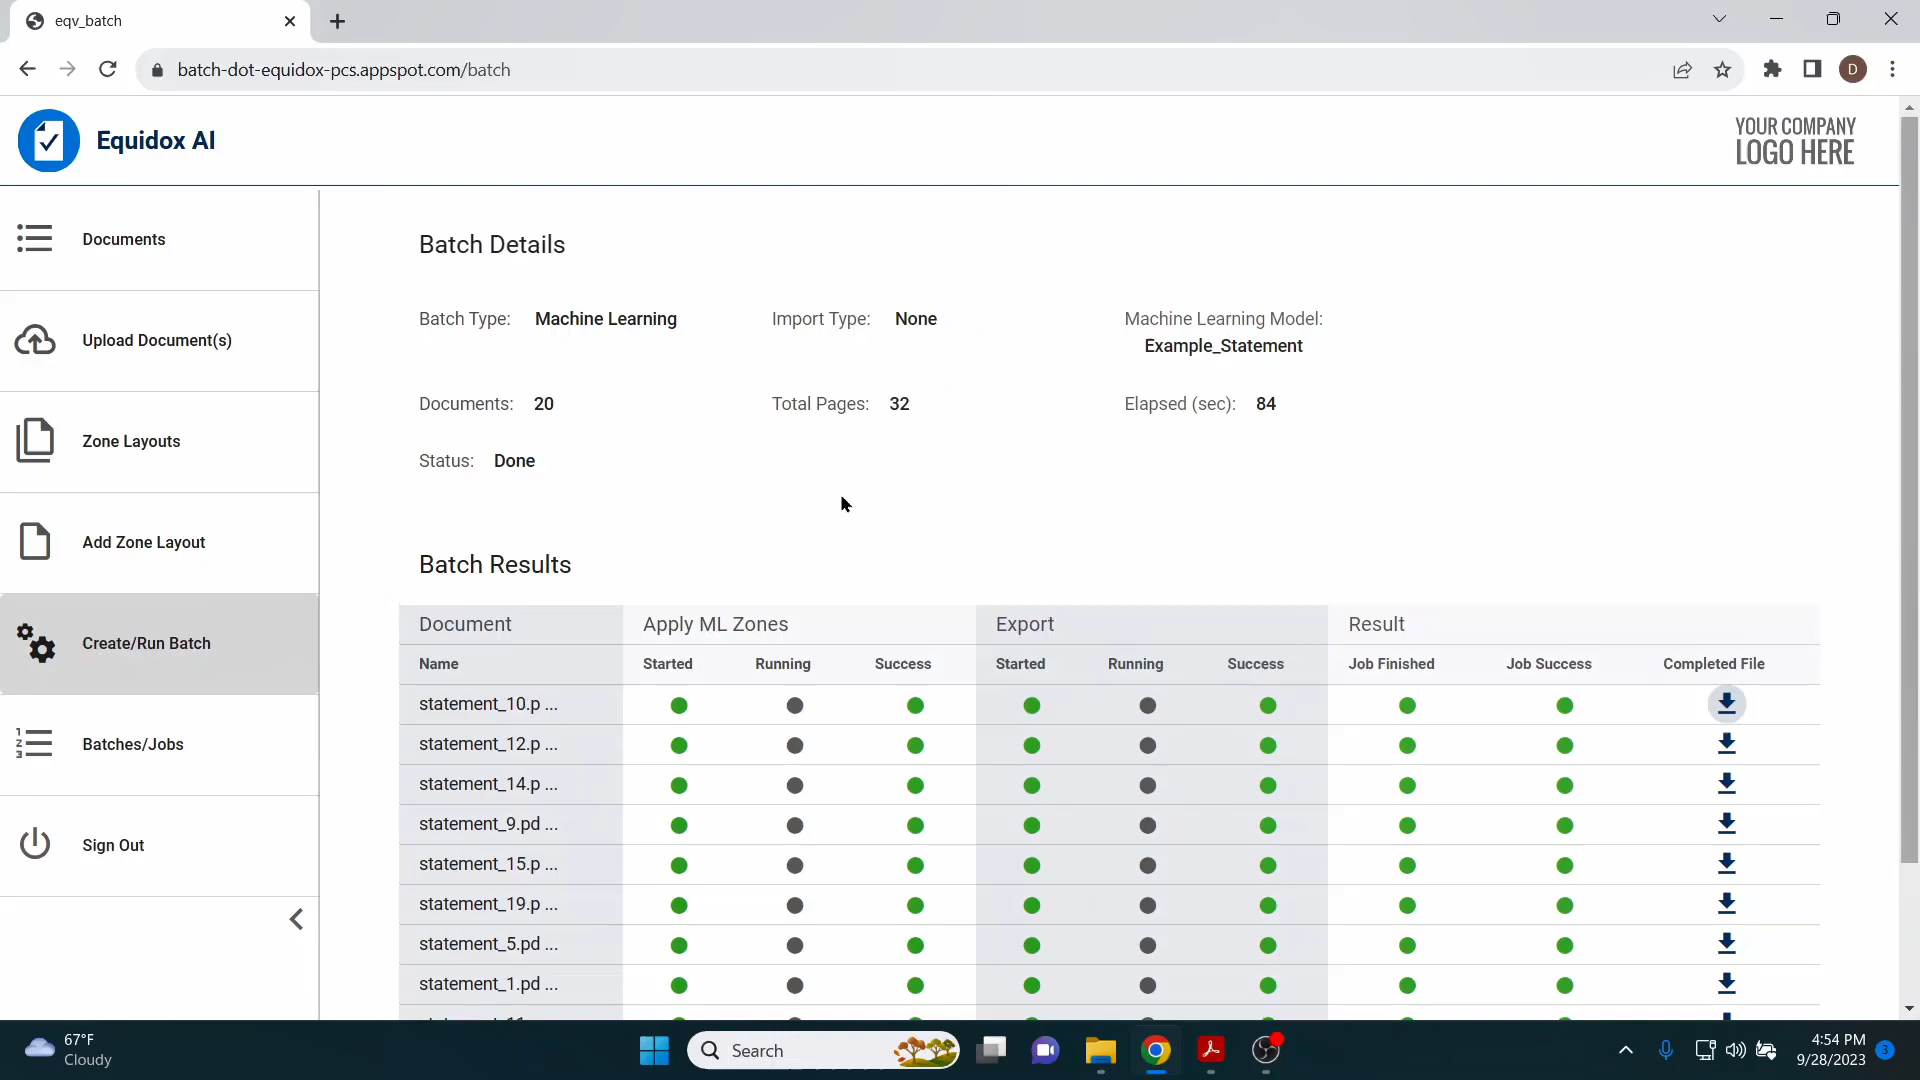 eqv_batch
batch-dot-equidox-pcs.appspot.com/batch
D
Equidox AI
YOUR COMPANY
LOGO HERE
Documents
Upload Document(s)
Zone Layouts
Add Zone Layout
Create/Run Batch
Batches/Jobs
Sign Out
Batch Details
Batch Type: Machine Learning
Import Type: None
Machine Learning Model:
Example_Statement
Documents: 20
Total Pages: 32
Elapsed (sec): 84
Status: Done
Batch Results
Document Apply ML Zones Export Result
Name Started Running Success Started Running Success Job Finished Job Success Completed File
statement_10.p ...
statement_12.p ...
statement_14.p ...
statement_9.pd ...
statement_15.p ...
statement_19.p ...
statement_5.pd ...
statement_1.pd ...
67°F
Cloudy
Search
4:54 PM
9/28/2023
3